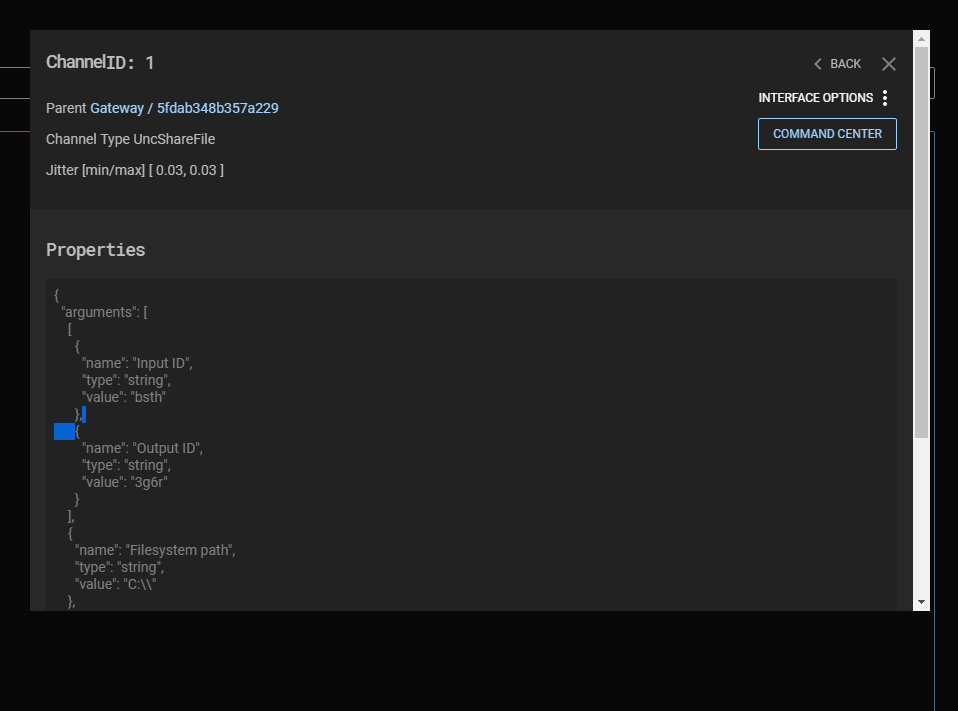 ChannelID: 1
BACK
Parent Gateway / 5fdab348b357a229
INTERFACE OPTIONS
Channel Type UncShareFile
COMMAND CENTER
Jitter [min/max] [ 0.03, 0.03 ]
Properties
{
"arguments": [
[
{
"name": "Input ID",
"type": "string",
"value": "bsth"
},
{
"name": "Output ID",
"type": "string",
"value": "3g6r"
}
],
{
"name": "Filesystem path",
"type": "string",
"value": "C:\\"
},